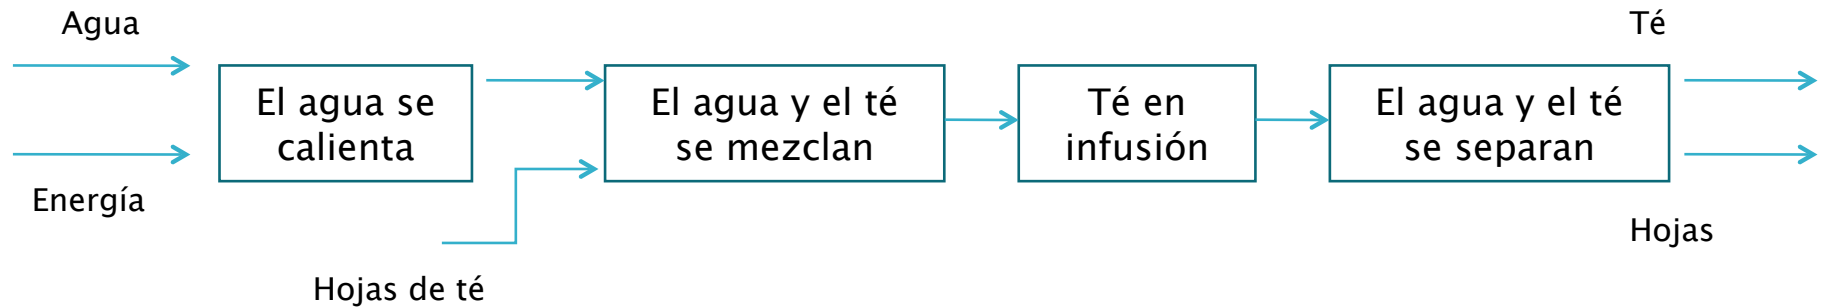 Agua
Energía
El agua se
calienta
Hojas de té
El agua y el té
se mezclan
Té en
infusión
El agua y el té
se separan
Té
Hojas